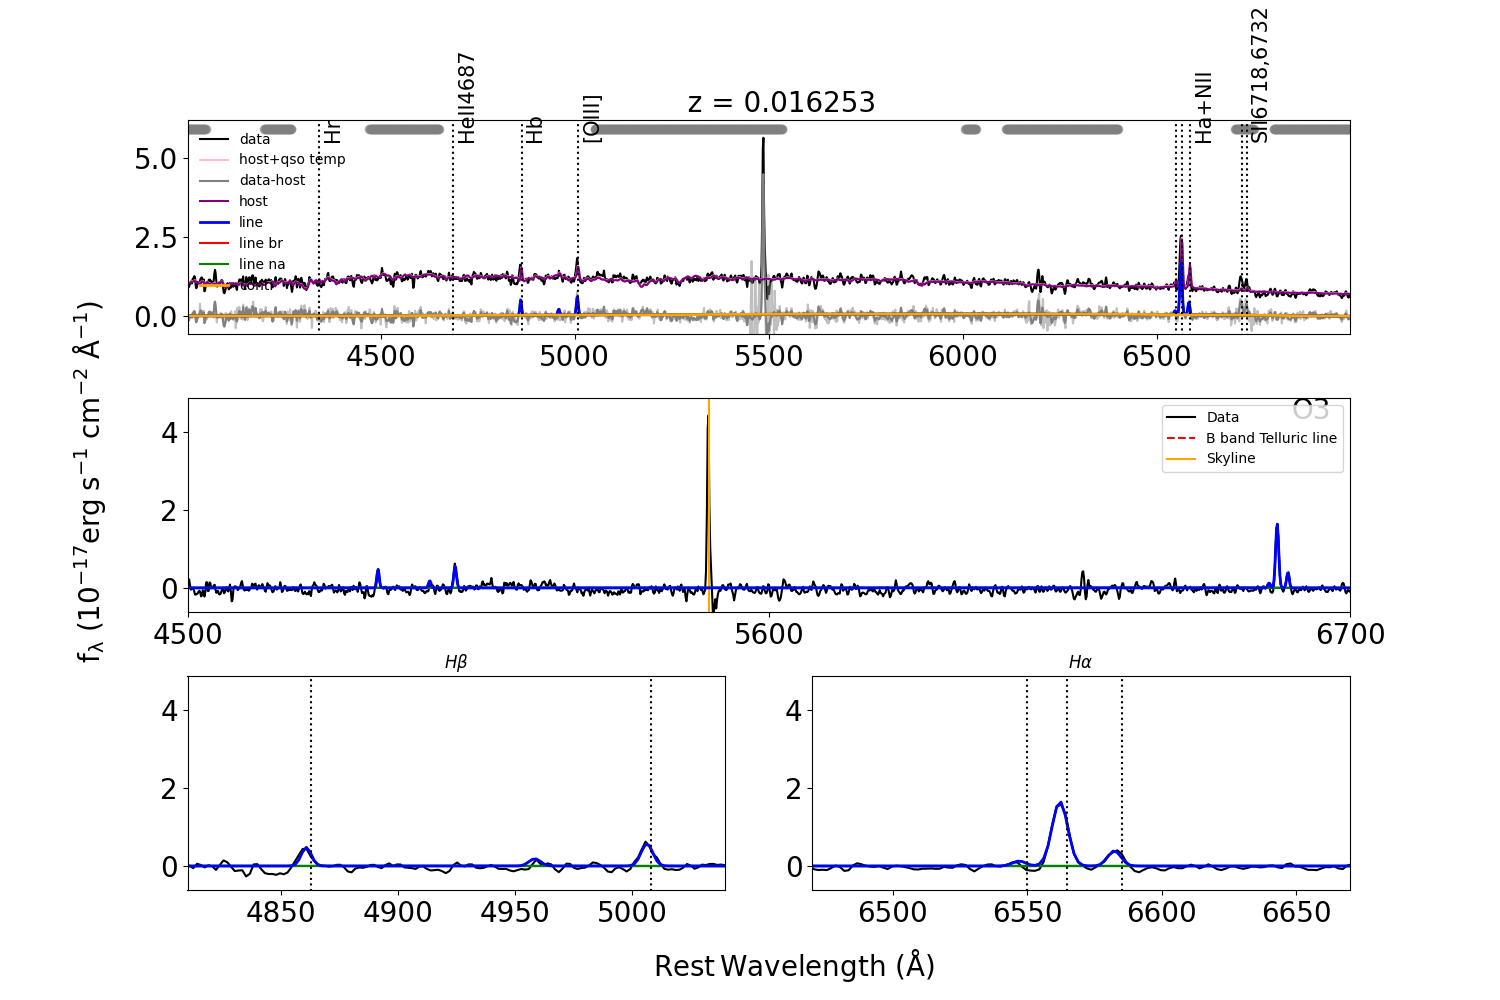 z = 0.016253
Hr
HeII4687
Hb
[OIII]
Ha+NII
SII6718,6732
data
host+qso temp
data-host
host
line
line br
line na
conti
5.0
2.5
0.0
4500 5000 5500 6000 6500
O3
Data
B band Telluric line
Skyline
4
2
0
4500 5600 6700
fλ (10−17erg s−1 cm−2 Å−1)
Hβ
4
2
0
4850 4900 4950 5000
Hα
4
2
0
6500 6550 6600 6650
Rest Wavelength (Å)